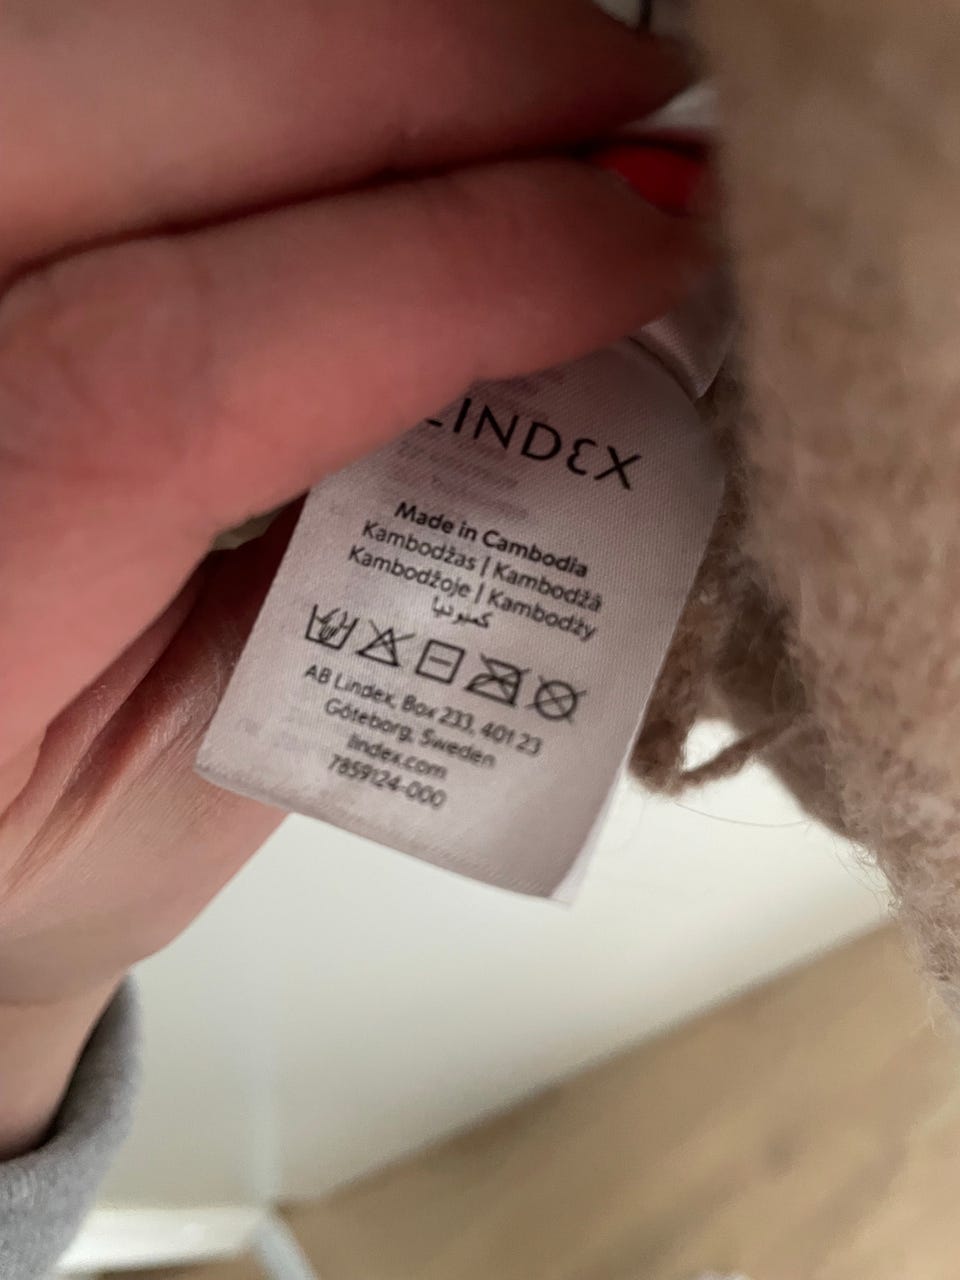 LINDEX
Made in Cambodia
Kambodžas | Kambodžā
Kambodžoje | Kambodży
كمبوديا
AB Lindex, Box 233, 401 23
Göteborg, Sweden
lindex.com
7859124-000